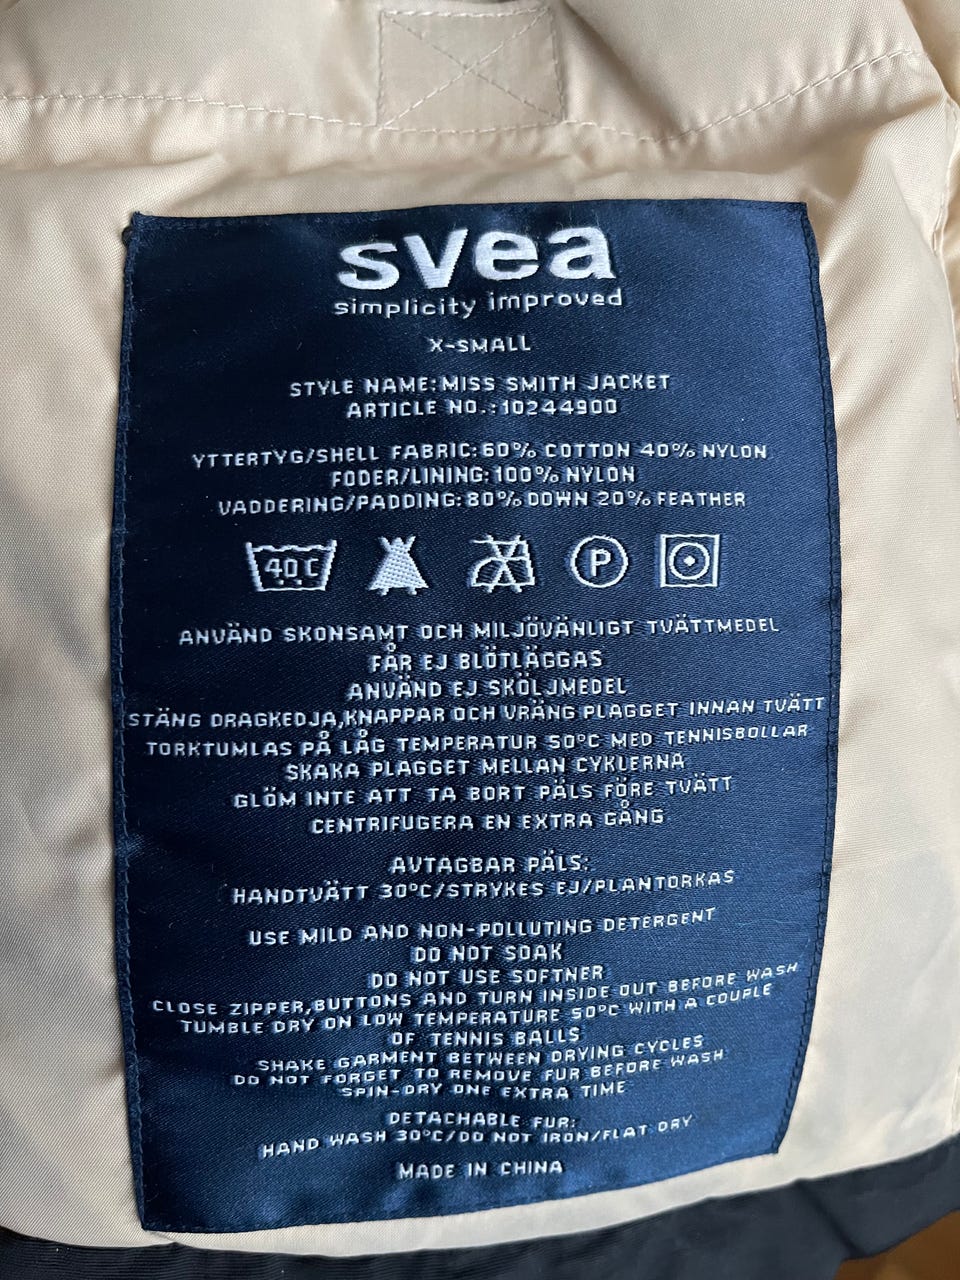 svea
simplicity improved
X-SMALL
STYLE NAME:MISS SMITH JACKET
ARTICLE NO.:10244900
YTTERTYG/SHELL FABRIC:60% COTTON 40% NYLON
FODER/LINING:100% NYLON
VADDERING/PADDING:80% DOWN 20% FEATHER
40°C P
ANVÄND SKONSAMT OCH MILJÖVÄNLIGT TVÄTTMEDEL
FÅR EJ BLÖTLÄGGAS
ANVÄND EJ SKÖLJMEDEL
STÄNG DRAGKEDJA,KNAPPAR OCH VRÄNG PLAGGET INNAN TVÄTT
TORKTUMLAS PÅ LÅG TEMPERATUR 50°C MED TENNISBOLLAR
SKAKA PLAGGET MELLAN CYKLERNA
GLÖM INTE ATT TA BORT PÄLS FÖRE TVÄTT
CENTRIFUGERA EN EXTRA GÅNG
AVTAGBAR PÄLS:
HANDTVÄTT 30°C/STRYKES EJ/PLANTORKAS
USE MILD AND NON-POLLUTING DETERGENT
DO NOT SOAK
DO NOT USE SOFTNER
CLOSE ZIPPER,BUTTONS AND TURN INSIDE OUT BEFORE WASH
TUMBLE DRY ON LOW TEMPERATURE 50°C WITH A COUPLE
OF TENNIS BALLS
SHAKE GARMENT BETWEEN DRYING CYCLES
DO NOT FORGET TO REMOVE FUR BEFORE WASH
SPIN-DRY ONE EXTRA TIME
DETACHABLE FUR:
HAND WASH 30°C/DO NOT IRON/FLAT DRY
MADE IN CHINA